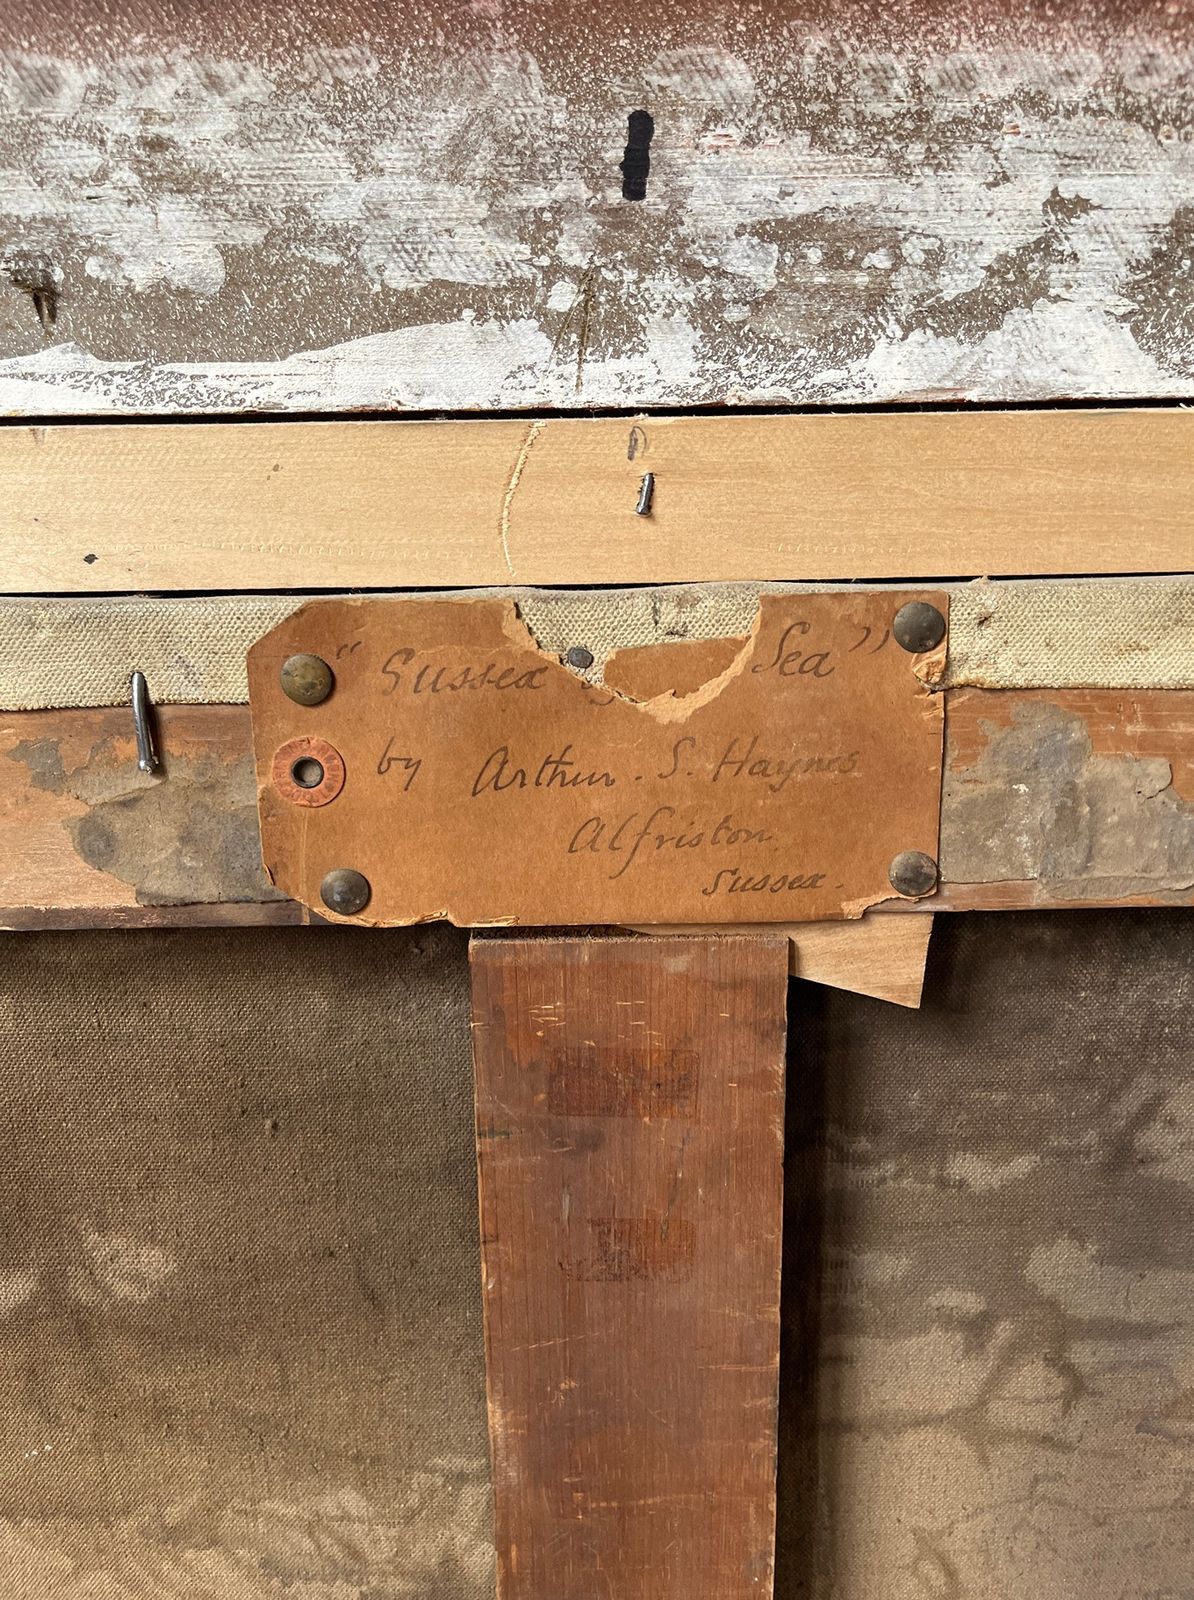 "Sussex Sea"
by Arthur. S. Haynes
Alfriston
Sussex.